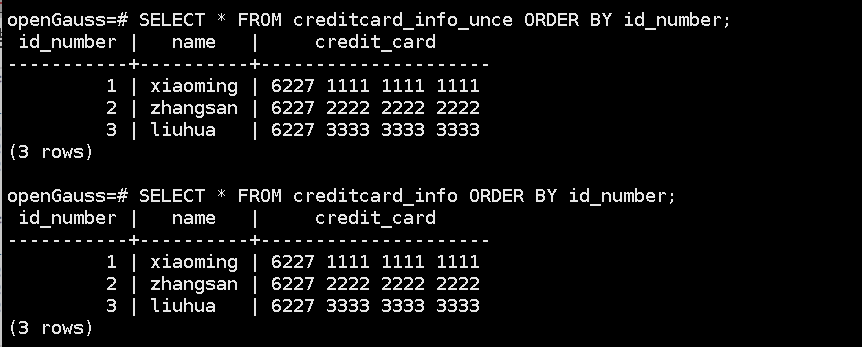 openGauss=# SELECT * FROM creditcard_info_unce ORDER BY id_number;
 id_number |   name   |     credit_card
-----------+----------+---------------------
         1 | xiaoming | 6227 1111 1111 1111
         2 | zhangsan | 6227 2222 2222 2222
         3 | liuhua   | 6227 3333 3333 3333
(3 rows)
openGauss=# SELECT * FROM creditcard_info ORDER BY id_number;
 id_number |   name   |     credit_card
-----------+----------+---------------------
         1 | xiaoming | 6227 1111 1111 1111
         2 | zhangsan | 6227 2222 2222 2222
         3 | liuhua   | 6227 3333 3333 3333
(3 rows)